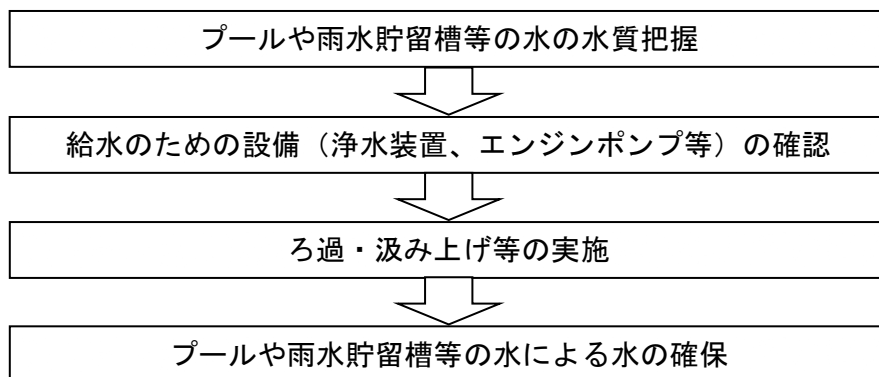 プールや雨水貯留槽等の水の水質把握
給水のための設備（浄水装置、エンジンポンプ等）の確認
ろ過・汲み上げ等の実施
プールや雨水貯留槽等の水による水の確保